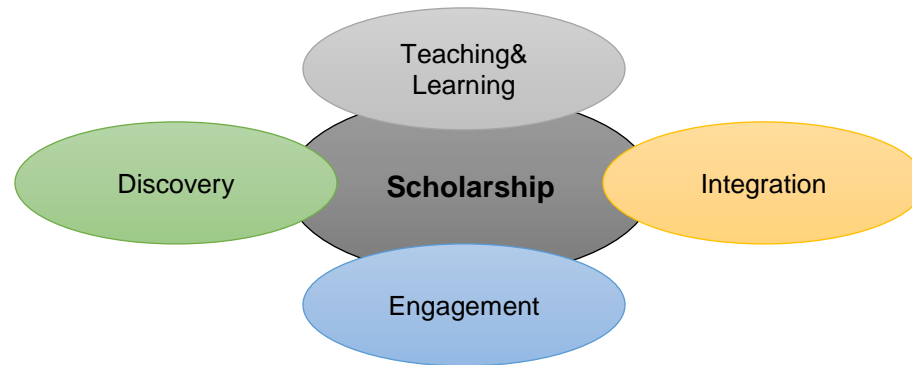 Teaching&
Learning
Discovery
Scholarship
Integration
Engagement